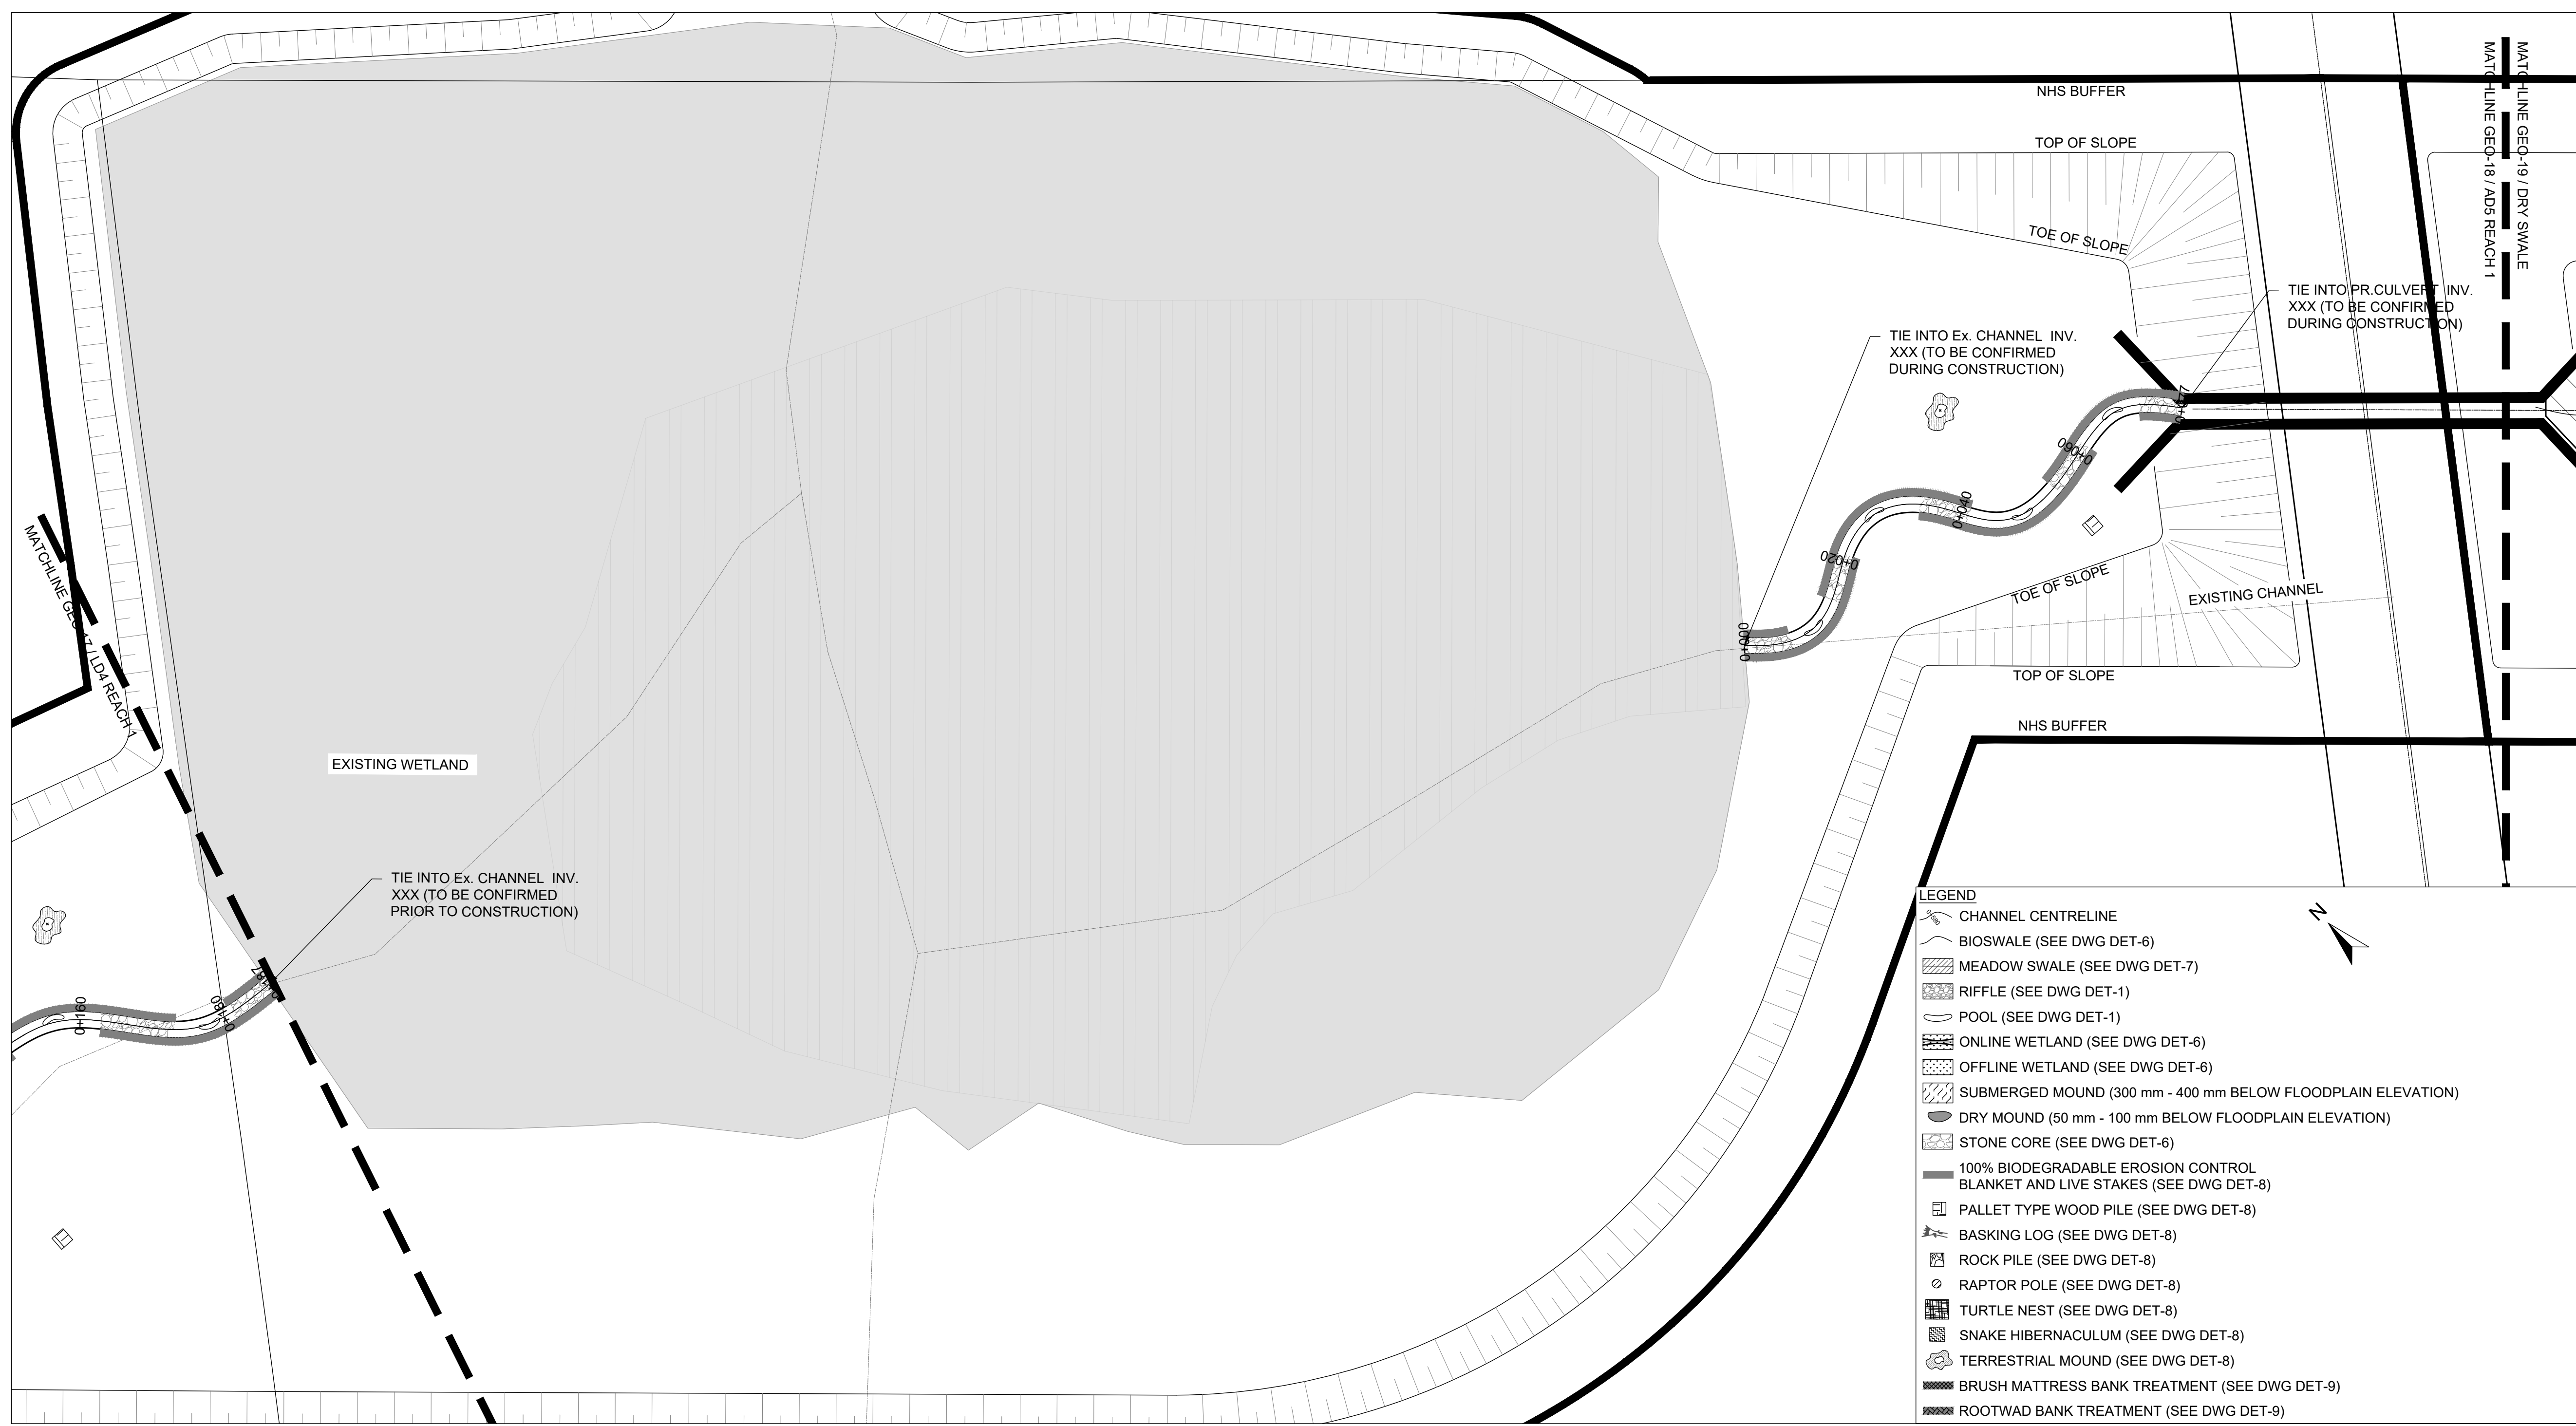 NHS BUFFER
TOP OF SLOPE
TOE OF SLOPE
MATCHLINE GEO-18 / AD5 REACH 1
MATCHLINE GEO-19 / DRY SWALE
TIE INTO PR.CULVERT INV.
XXX (TO BE CONFIRMED
DURING CONSTRUCTION)
TIE INTO Ex. CHANNEL INV.
XXX (TO BE CONFIRMED
DURING CONSTRUCTION)
0+077
0+060
0+040
0+020
0+000
TOE OF SLOPE
EXISTING CHANNEL
TOP OF SLOPE
NHS BUFFER
MATCHLINE GEO-17 / LD4 REACH 1
EXISTING WETLAND
TIE INTO Ex. CHANNEL INV.
XXX (TO BE CONFIRMED
PRIOR TO CONSTRUCTION)
0+160
0+180
LEGEND
N
CHANNEL CENTRELINE
BIOSWALE (SEE DWG DET-6)
MEADOW SWALE (SEE DWG DET-7)
RIFFLE (SEE DWG DET-1)
POOL (SEE DWG DET-1)
ONLINE WETLAND (SEE DWG DET-6)
OFFLINE WETLAND (SEE DWG DET-6)
SUBMERGED MOUND (300 mm - 400 mm BELOW FLOODPLAIN ELEVATION)
DRY MOUND (50 mm - 100 mm BELOW FLOODPLAIN ELEVATION)
STONE CORE (SEE DWG DET-6)
100% BIODEGRADABLE EROSION CONTROL
BLANKET AND LIVE STAKES (SEE DWG DET-8)
PALLET TYPE WOOD PILE (SEE DWG DET-8)
BASKING LOG (SEE DWG DET-8)
ROCK PILE (SEE DWG DET-8)
RAPTOR POLE (SEE DWG DET-8)
TURTLE NEST (SEE DWG DET-8)
SNAKE HIBERNACULUM (SEE DWG DET-8)
TERRESTRIAL MOUND (SEE DWG DET-8)
BRUSH MATTRESS BANK TREATMENT (SEE DWG DET-9)
ROOTWAD BANK TREATMENT (SEE DWG DET-9)